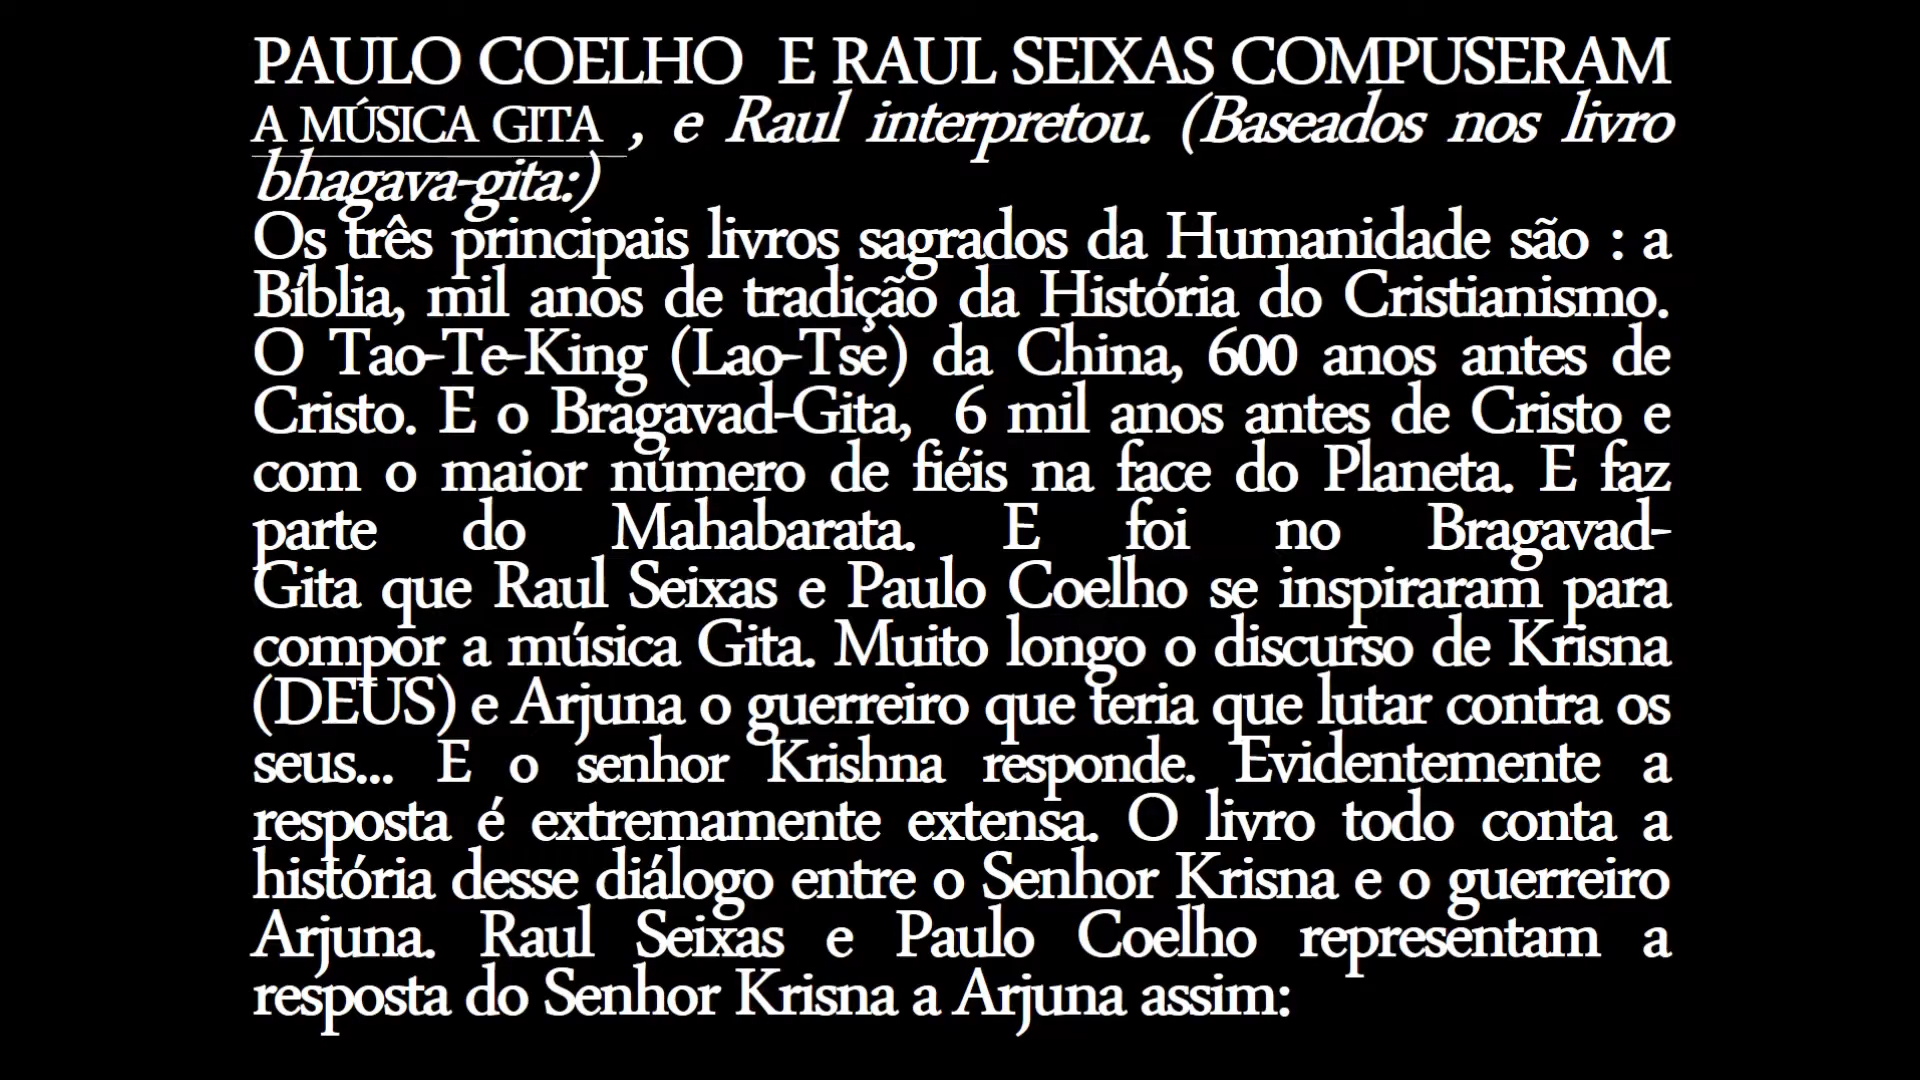 PAULO COELHO E RAUL SEIXAS COMPUSERAM
A MÚSICA GITA , e Raul interpretou. (Baseados nos livro
bhagava-gita:)
Os três principais livros sagrados da Humanidade são : a
Bíblia, mil anos de tradição da História do Cristianismo.
O Tao-Te-King (Lao-Tse) da China, 600 anos antes de
Cristo. E o Bragavad-Gita, 6 mil anos antes de Cristo e
com o maior número de fiéis na face do Planeta. E faz
parte do Mahabarata. E foi no Bragavad-
Gita que Raul Seixas e Paulo Coelho se inspiraram para
compor a música Gita. Muito longo o discurso de Krisna
(DEUS) e Arjuna o guerreiro que teria que lutar contra os
seus... E o senhor Krishna responde. Evidentemente a
resposta é extremamente extensa. O livro todo conta a
história desse diálogo entre o Senhor Krisna e o guerreiro
Arjuna. Raul Seixas e Paulo Coelho representam a
resposta do Senhor Krisna a Arjuna assim: